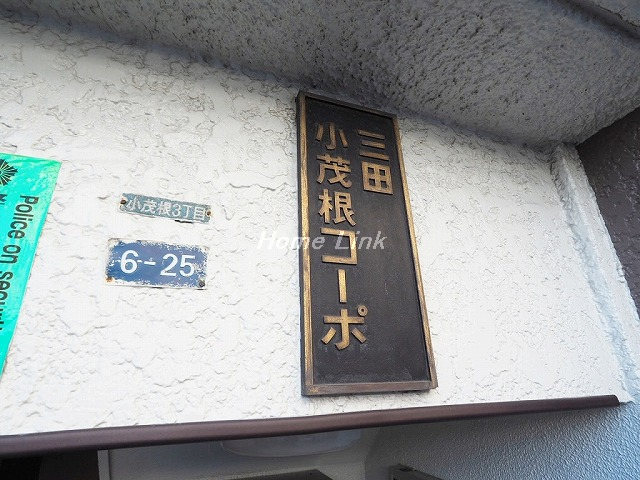 三田
小茂根コーポ
小茂根3丁目
6-25
Home Link
Police on securi